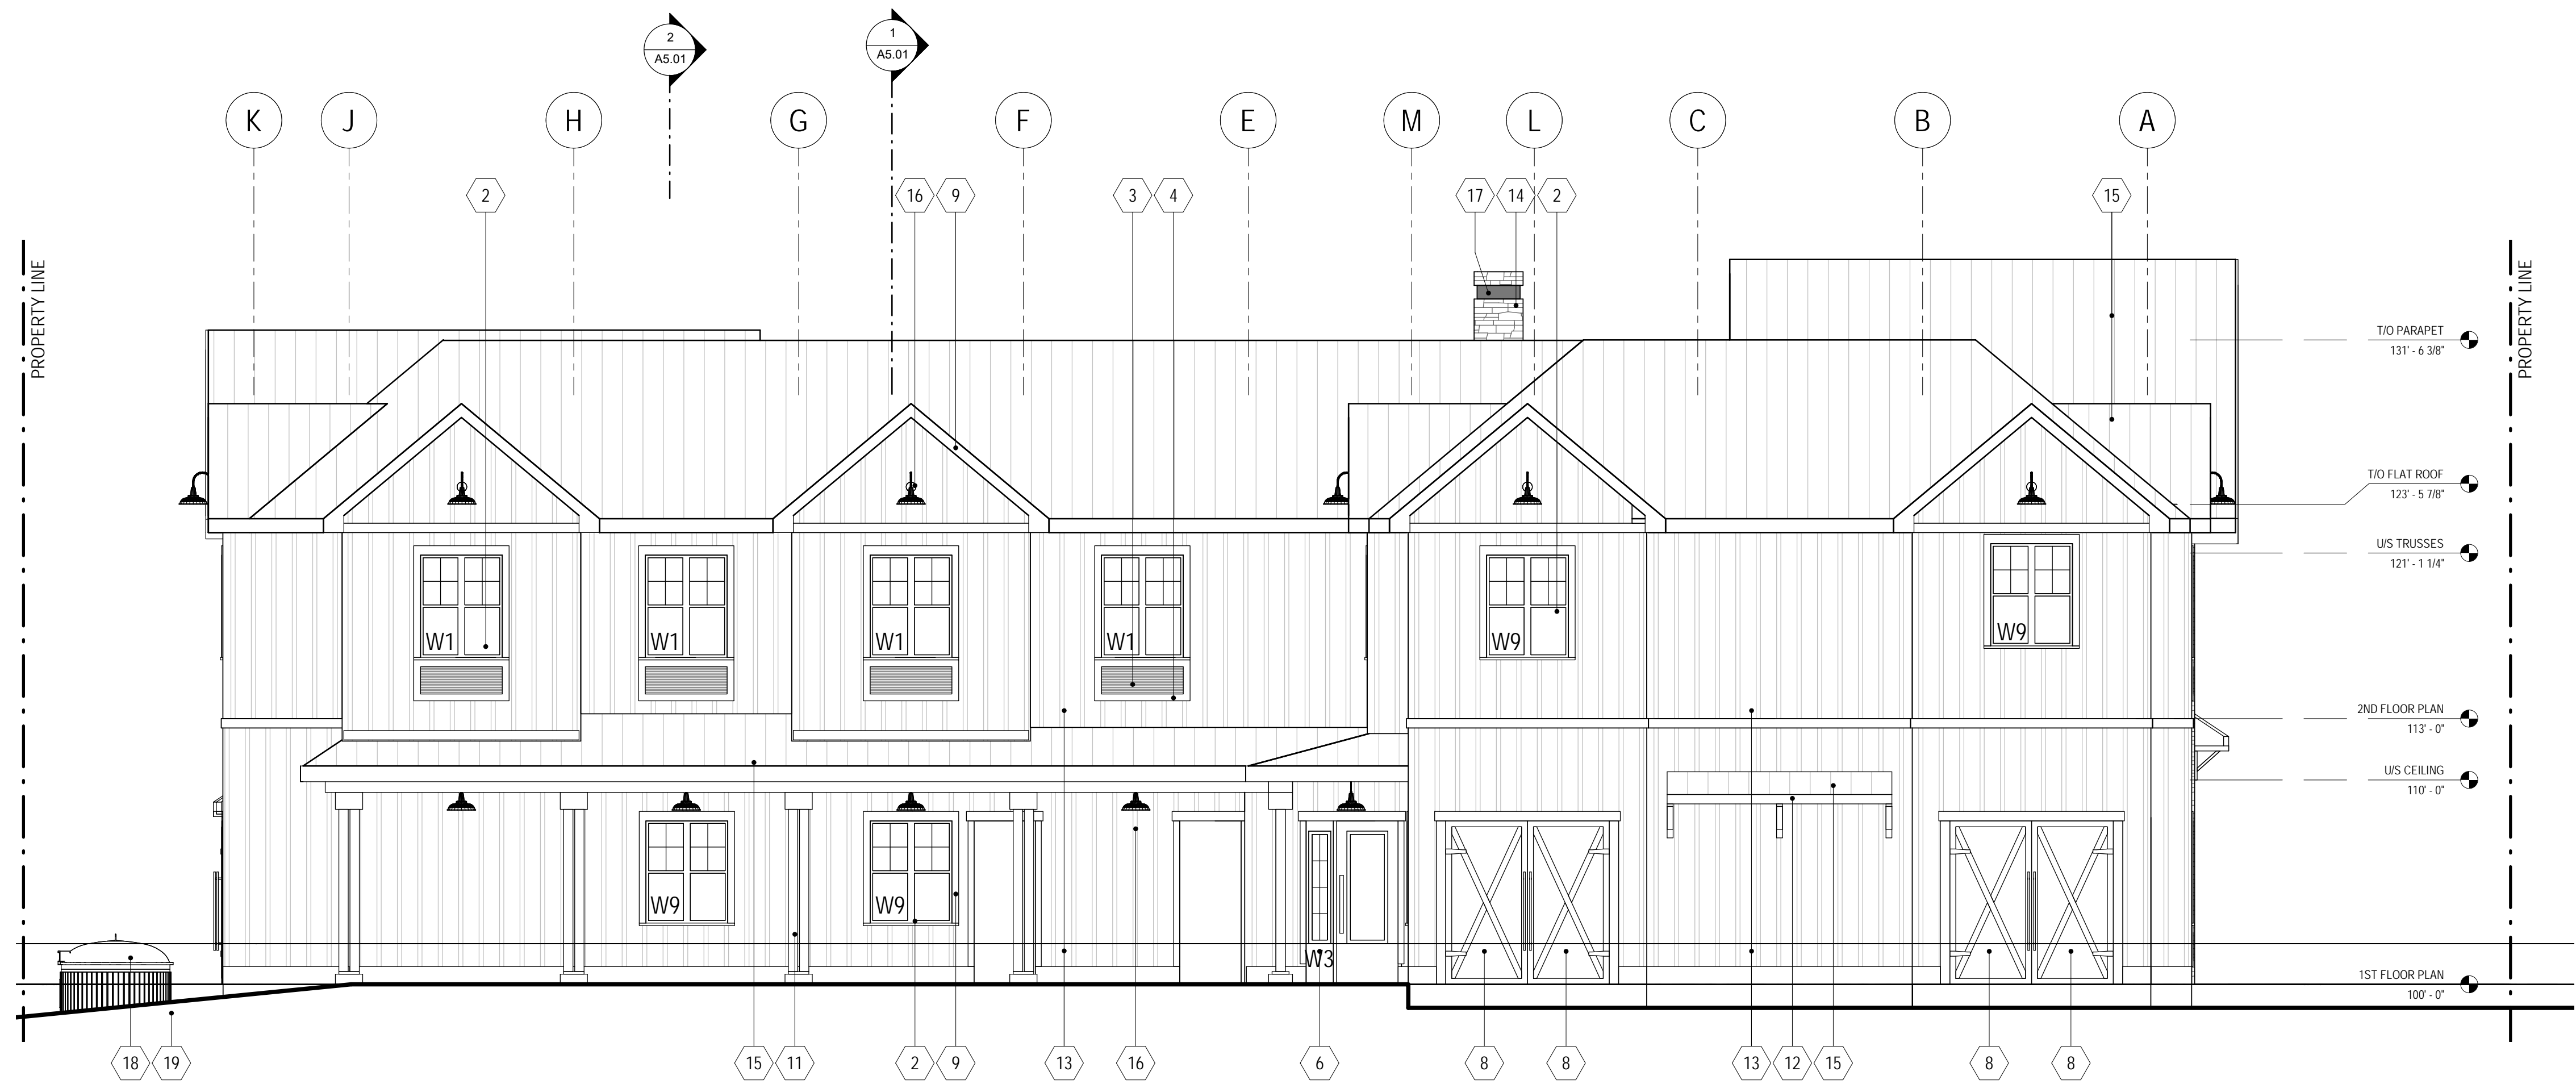 2
A5.01
1
A5.01
K
J
H
G
F
E
M
L
C
B
A
2
16
9
3
4
17
14
2
15
PROPERTY LINE
PROPERTY LINE
T/O PARAPET
131' - 6 3/8"
T/O FLAT ROOF
123' - 5 7/8"
U/S TRUSSES
121' - 1 1/4"
W1
W1
W1
W1
W9
W9
2ND FLOOR PLAN
113' - 0"
U/S CEILING
110' - 0"
W9
W9
W3
1ST FLOOR PLAN
100' - 0"
18
19
15
11
2
9
13
16
6
8
8
13
12
15
8
8